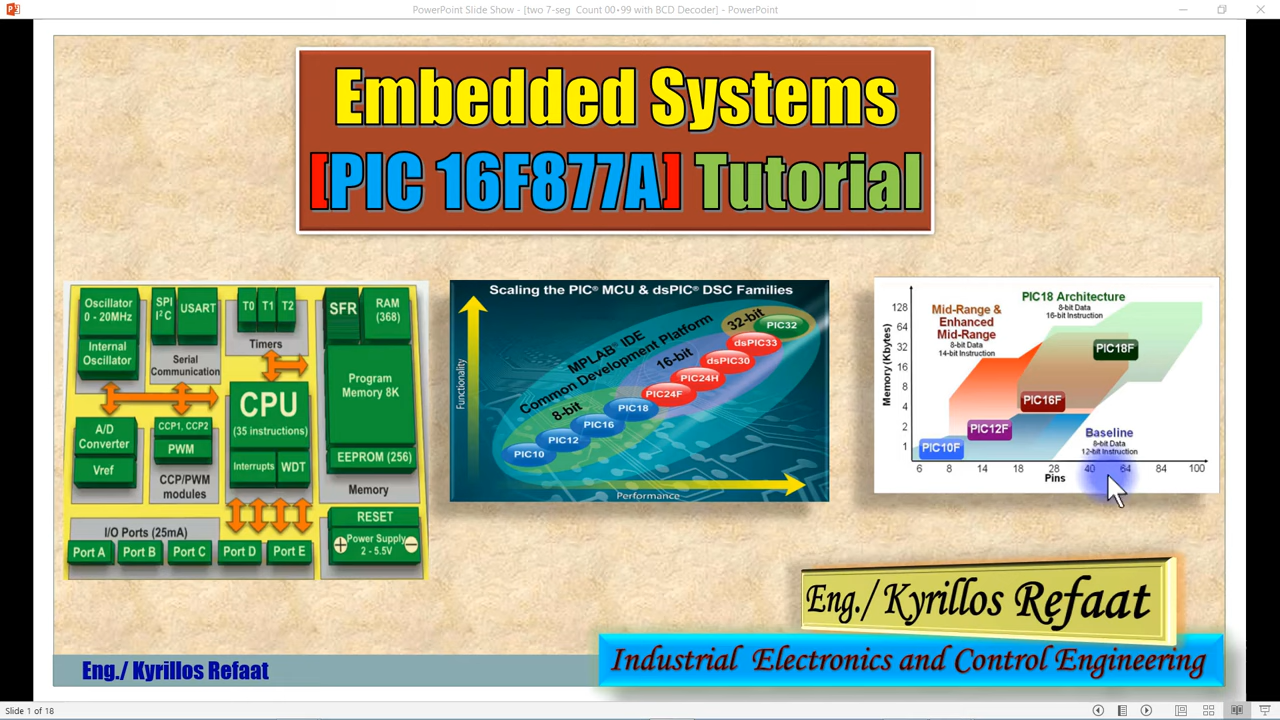 PowerPoint Slide Show - [two 7-seg Count 00•99 with BCD Decoder] - PowerPoint
Embedded Systems
[PIC 16F877A] Tutorial
Oscillator
0 - 20MHz
Internal
Oscillator
SPI
I²C
USART
Serial
Communication
T0 T1 T2
Timers
SFR
RAM
(368)
Program
Memory 8K
EEPROM (256)
Memory
CPU
(35 instructions)
Interrupts
WDT
A/D
Converter
Vref
CCP1, CCP2
PWM
CCP/PWM
modules
I/O Ports (25mA)
Port A Port B Port C Port D Port E
RESET
Power Supply
2 - 5.5V
Scaling the PIC® MCU & dsPIC® DSC Families
Functionality
MPLAB® IDE
Common Development Platform
8-bit
16-bit
32-bit
PIC10
PIC12
PIC16
PIC18
PIC24F
PIC24H
dsPIC30
dsPIC33
PIC32
Performance
Memory (Kbytes)
128
64
32
16
8
4
2
1
Mid-Range &
Enhanced
Mid-Range
8-bit Data
14-bit Instruction
PIC18 Architecture
8-bit Data
16-bit Instruction
PIC18F
PIC16F
PIC12F
PIC10F
Baseline
8-bit Data
12-bit Instruction
6 8 14 18 28 40 64 84 100
Pins
Eng./ Kyrillos Refaat
Industrial Electronics and Control Engineering
Eng./ Kyrillos Refaat
Slide 1 of 18